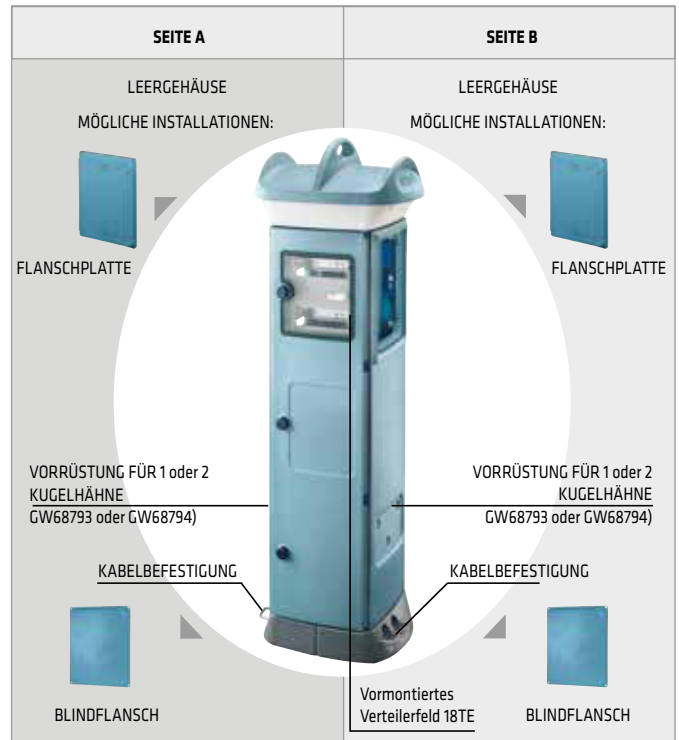 SEITE A
SEITE B
LEERGEHÄUSE
MÖGLICHE INSTALLATIONEN:
LEERGEHÄUSE
MÖGLICHE INSTALLATIONEN:
FLANSCHPLATTE
FLANSCHPLATTE
VORRÜSTUNG FÜR 1 oder 2
KUGELHÄHNE
GW68793 oder GW68794)
VORRÜSTUNG FÜR 1 oder 2
KUGELHÄHNE
GW68793 oder GW68794)
KABELBEFESTIGUNG
KABELBEFESTIGUNG
BLINDFLANSCH
Vormontiertes
Verteilerfeld 18TE
BLINDFLANSCH